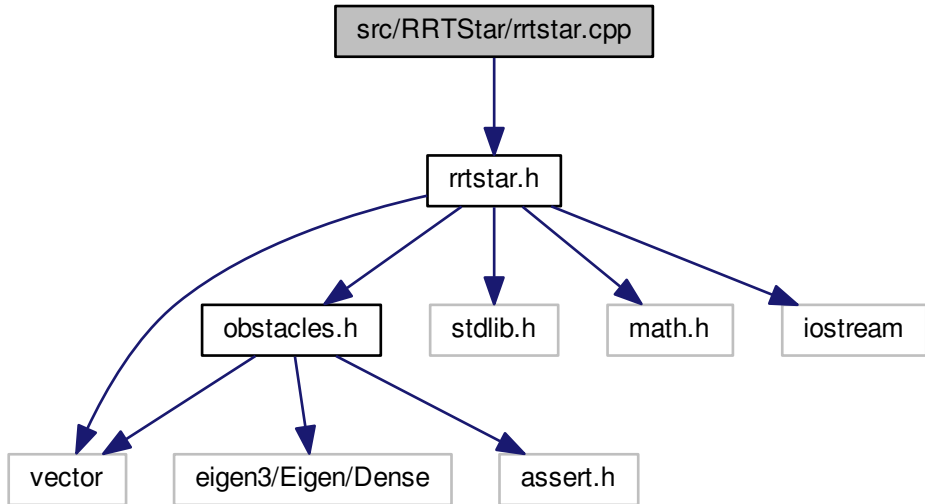 src/RRTStar/rrtstar.cpp
rrtstar.h
obstacles.h
stdlib.h
math.h
iostream
vector
eigen3/Eigen/Dense
assert.h